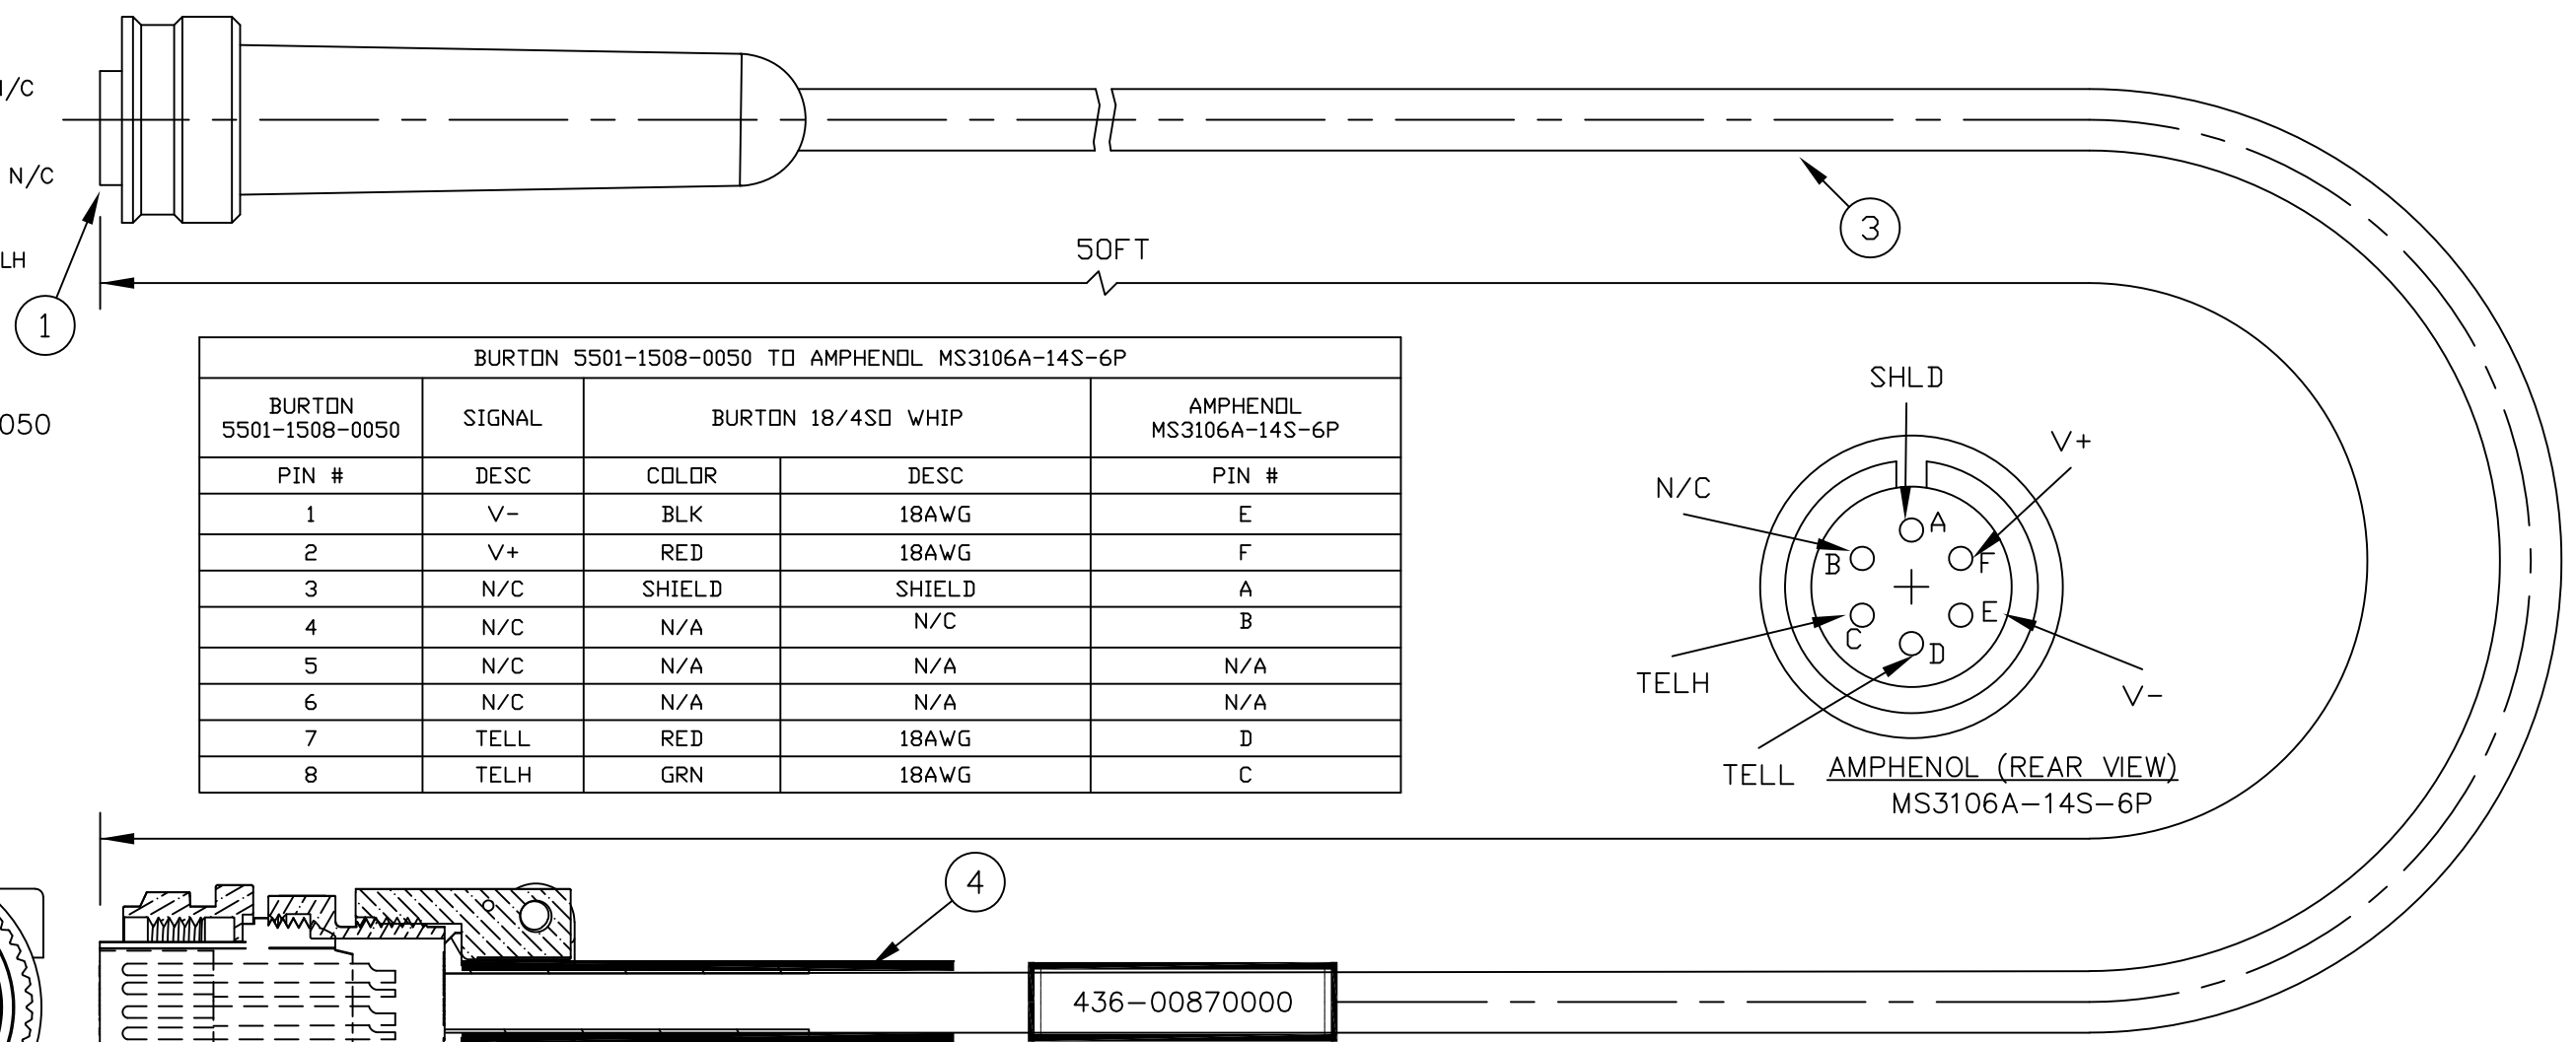 N/C
N/C
LH
1
50FT
3
0050
BURTON 5501-1508-0050 TO AMPHENOL MS3106A-14S-6P
BURTON 5501-1508-0050 SIGNAL BURTON 18/4SO WHIP AMPHENOL MS3106A-14S-6P
PIN # DESC COLOR DESC PIN #
1 V- BLK 18AWG E
2 V+ RED 18AWG F
3 N/C SHIELD SHIELD A
4 N/C N/A N/C B
5 N/C N/A N/A N/A
6 N/C N/A N/A N/A
7 TELL RED 18AWG D
8 TELH GRN 18AWG C
SHLD
V+
N/C
A
B
F
C
E
D
TELH
V-
TELL
AMPHENOL (REAR VIEW)
MS3106A-14S-6P
4
436-00870000